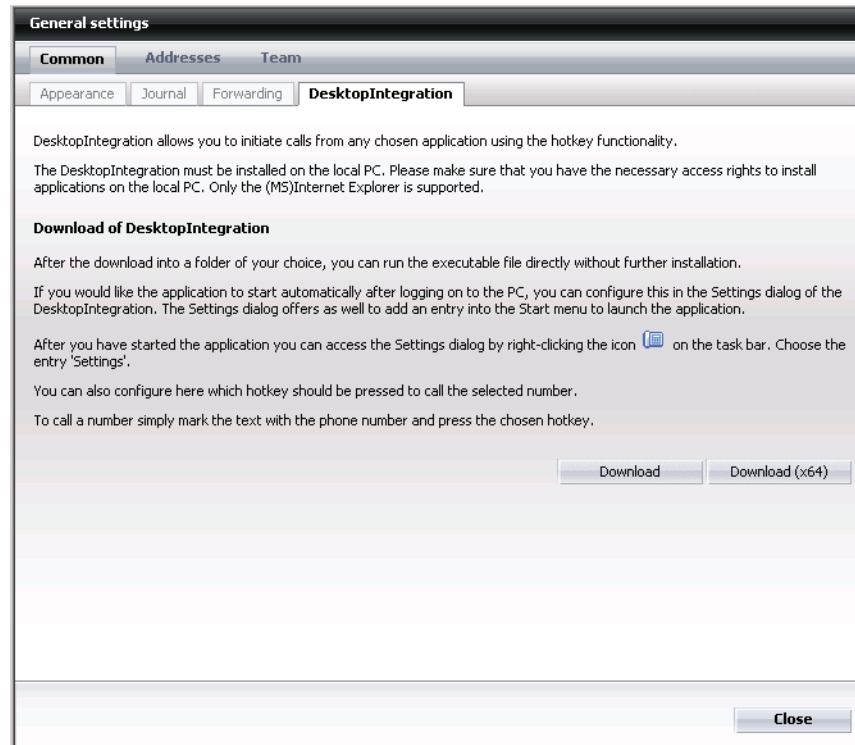 General settings
Common Addresses Team
Appearance Journal Forwarding DesktopIntegration
DesktopIntegration allows you to initiate calls from any chosen application using the hotkey functionality.
The DesktopIntegration must be installed on the local PC. Please make sure that you have the necessary access rights to install
applications on the local PC. Only the (MS)Internet Explorer is supported.
Download of DesktopIntegration
After the download into a folder of your choice, you can run the executable file directly without further installation.
If you would like the application to start automatically after logging on to the PC, you can configure this in the Settings dialog of the
DesktopIntegration. The Settings dialog offers as well to add an entry into the Start menu to launch the application.
After you have started the application you can access the Settings dialog by right-clicking the icon on the task bar. Choose the
entry 'Settings'.
You can also configure here which hotkey should be pressed to call the selected number.
To call a number simply mark the text with the phone number and press the chosen hotkey.
Download Download (x64)
Close